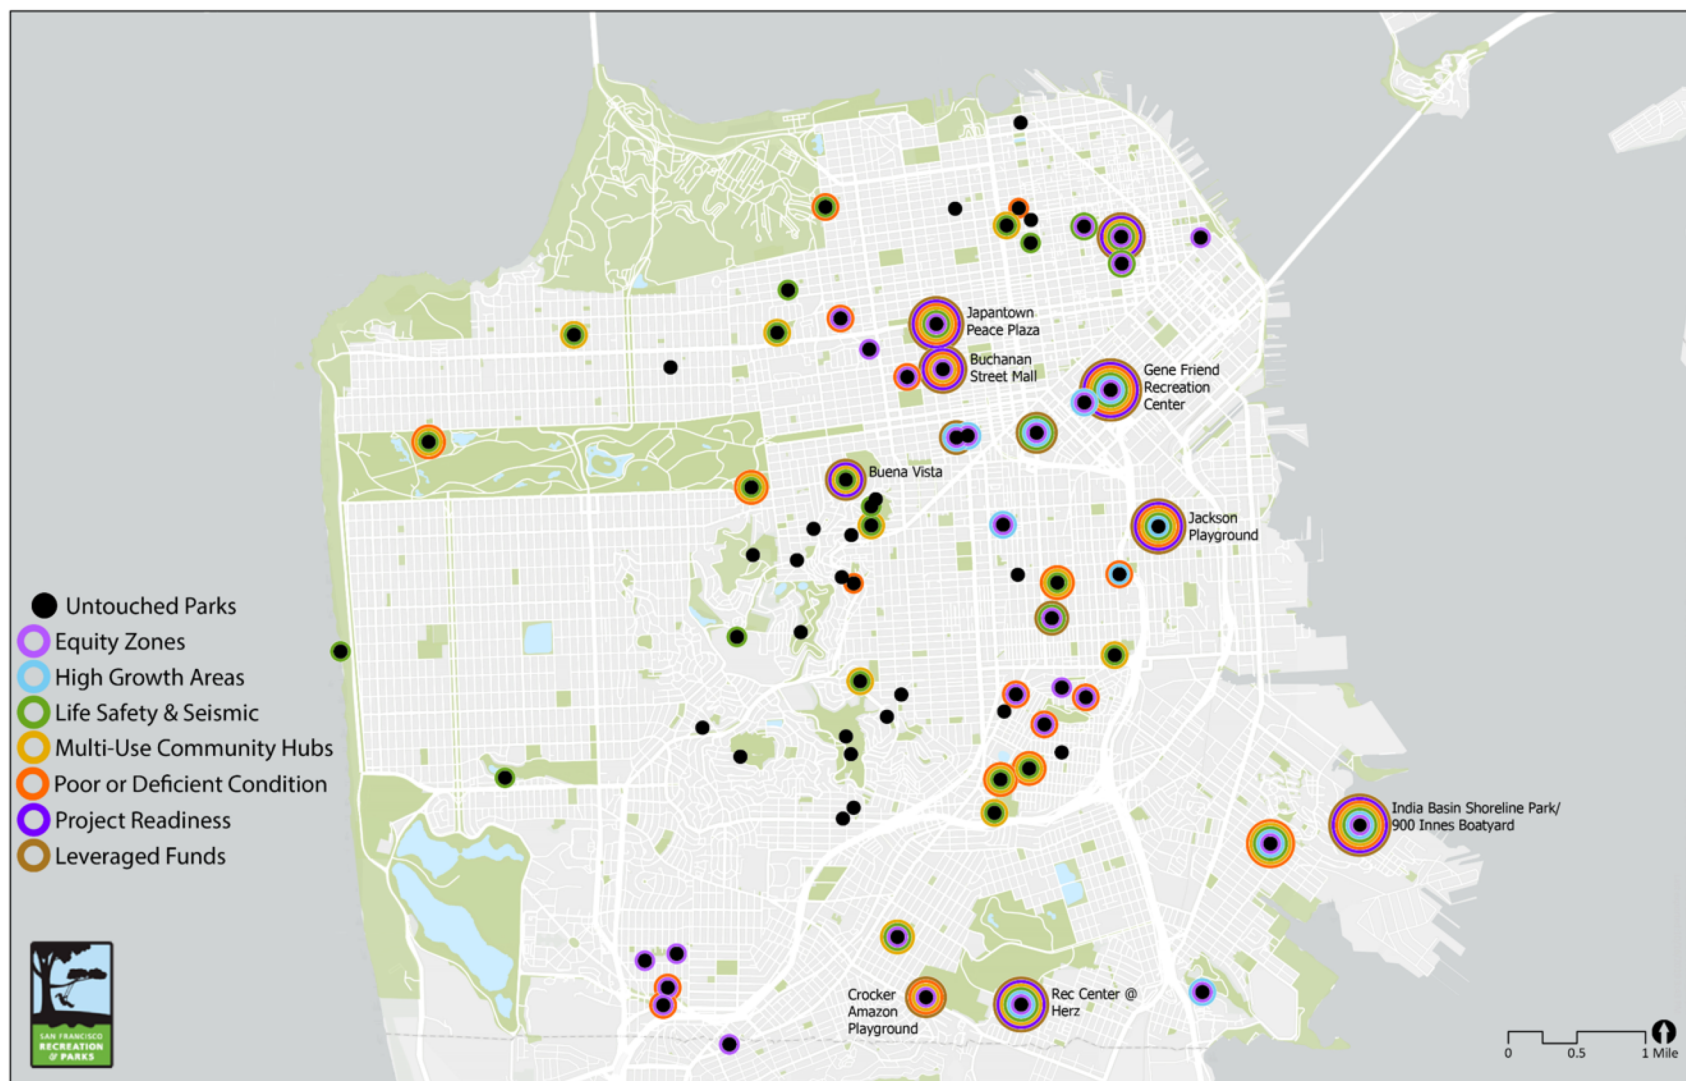 Japantown
Peace Plaza
Buchanan
Street Mall
Gene Friend
Recreation
Center
Buena Vista
Jackson
Playground
Untouched Parks
Equity Zones
High Growth Areas
Life Safety & Seismic
Multi-Use Community Hubs
Poor or Deficient Condition
Project Readiness
Leveraged Funds
India Basin Shoreline Park/
900 Innes Boatyard
Crocker
Amazon
Playground
Rec Center @
Herz
SAN FRANCISCO
RECREATION
& PARKS
0 0.5 1 Mile